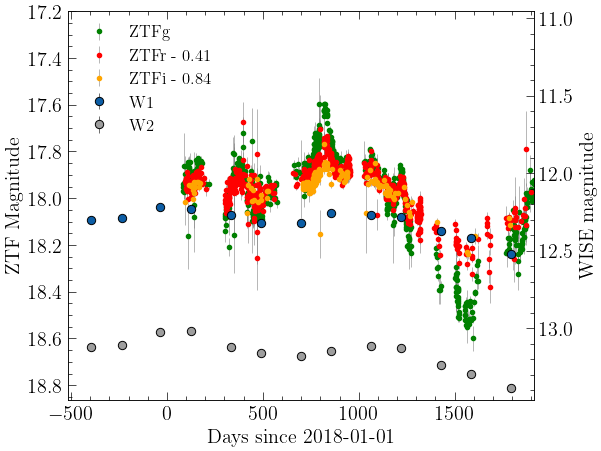 17.2
17.4
17.6
17.8
18.0
18.2
18.4
18.6
18.8
ZTF Magnitude
ZTFg
ZTFr - 0.41
ZTFi - 0.84
W1
W2
11.0
11.5
12.0
12.5
13.0
WISE magnitude
−500 0 500 1000 1500
Days since 2018-01-01